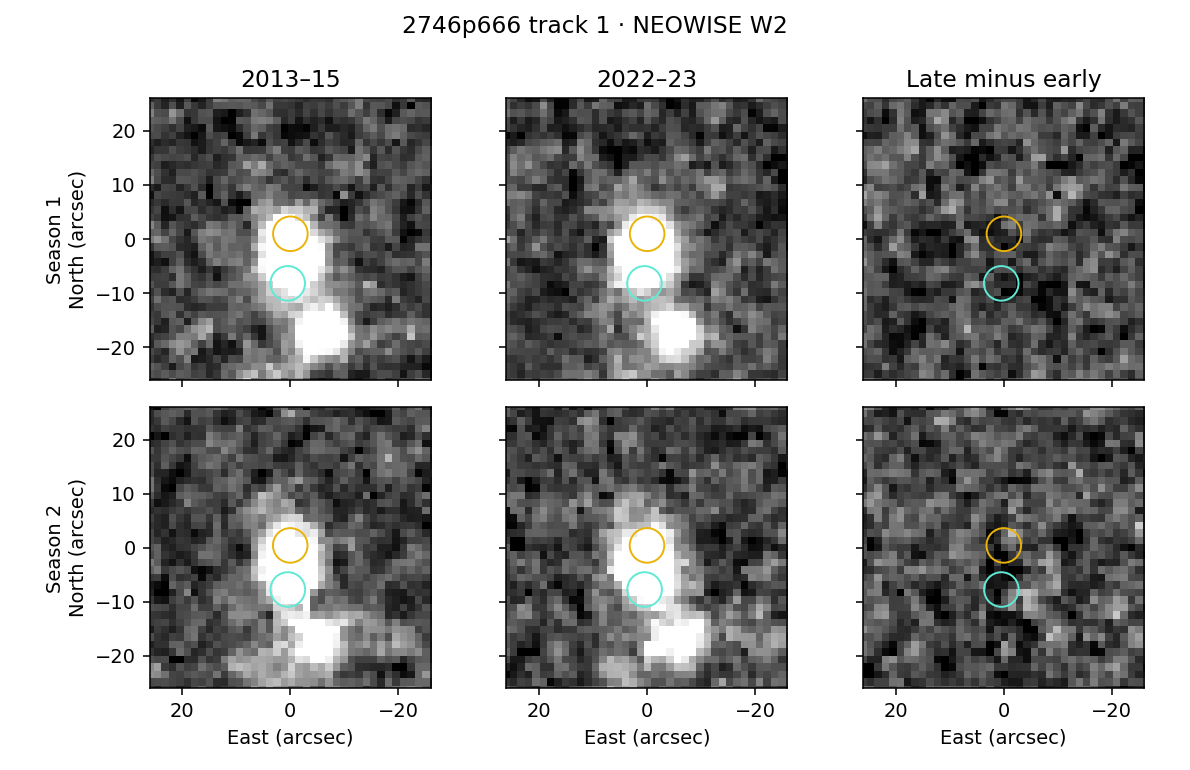 2746p666 track 1 · NEOWISE W2
2013–15
2022–23
Late minus early
Season 1
North (arcsec)
20
10
0
−10
−20
Season 2
North (arcsec)
20
10
0
−10
−20
20
0
−20
20
0
−20
20
0
−20
East (arcsec)
East (arcsec)
East (arcsec)